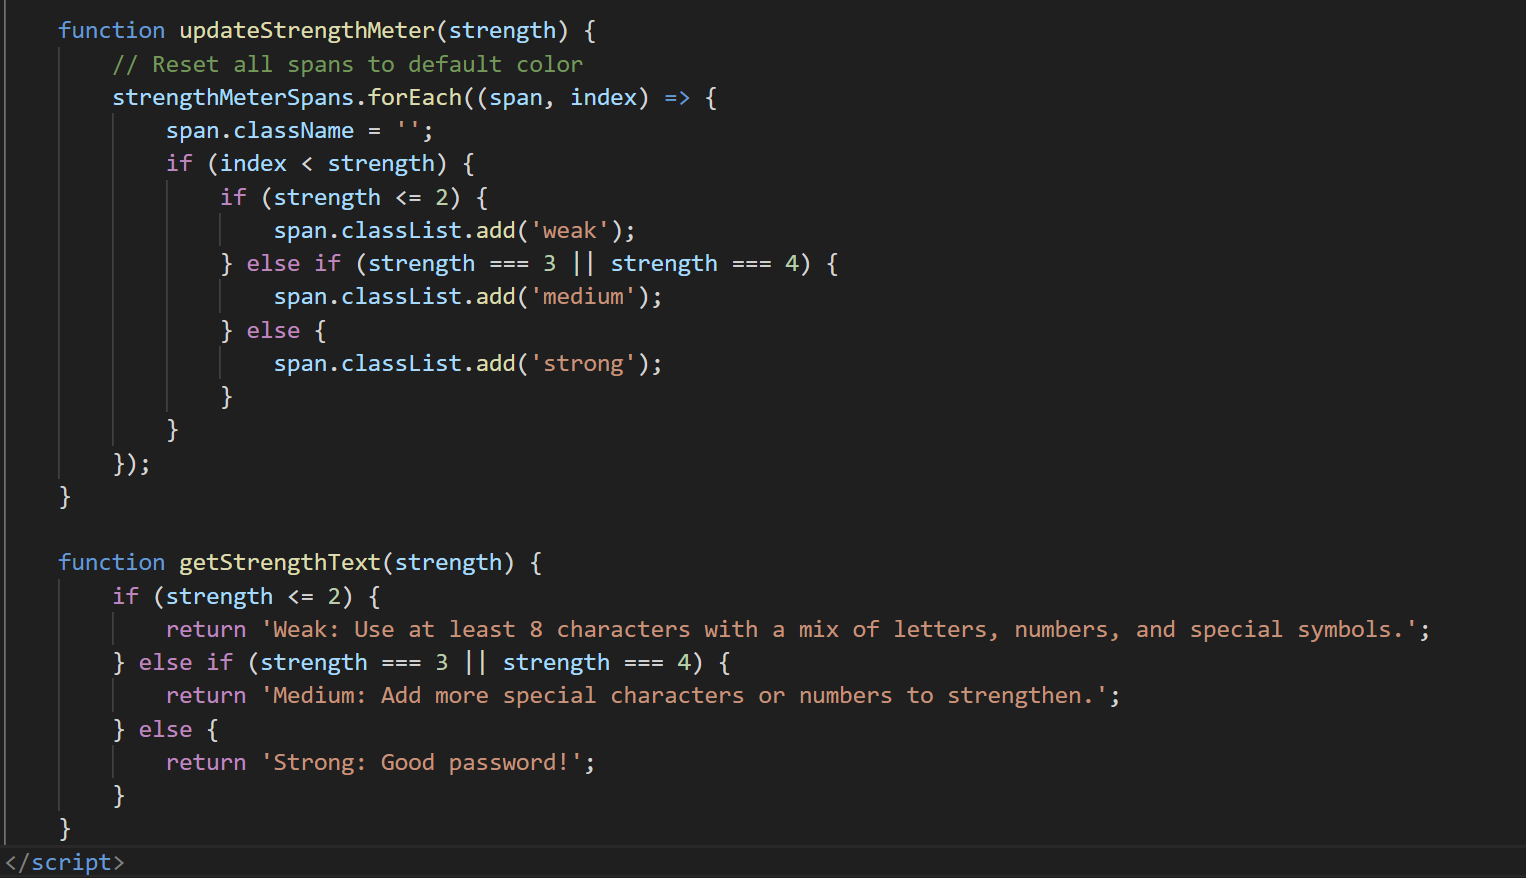 function updateStrengthMeter(strength) {
    // Reset all spans to default color
    strengthMeterSpans.forEach((span, index) => {
        span.className = '';
        if (index < strength) {
            if (strength <= 2) {
                span.classList.add('weak');
            } else if (strength === 3 || strength === 4) {
                span.classList.add('medium');
            } else {
                span.classList.add('strong');
            }
        }
    });
}

function getStrengthText(strength) {
    if (strength <= 2) {
        return 'Weak: Use at least 8 characters with a mix of letters, numbers, and special symbols.';
    } else if (strength === 3 || strength === 4) {
        return 'Medium: Add more special characters or numbers to strengthen.';
    } else {
        return 'Strong: Good password!';
    }
}
</script>